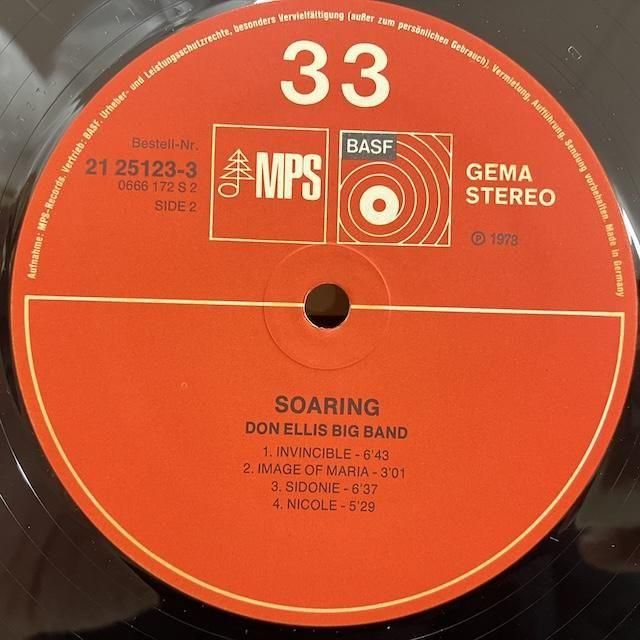 Aufnahme: MPS-Records. Vertrieb: BASF. Urheber- und Leistungsschutzrechte, besonders Vervielfältigung (außer zum persönlichen Gebrauch), Vermietung, Aufführung, Sendung vorbehalten. Made in Germany
33
Bestell-Nr.
21 25123-3
0666 172 S 2
SIDE 2
MPS
BASF
GEMA
STEREO
Ⓟ 1973
SOARING
DON ELLIS BIG BAND
1. INVINCIBLE - 6'43
2. IMAGE OF MARIA - 3'01
3. SIDONIE - 6'37
4. NICOLE - 5'29